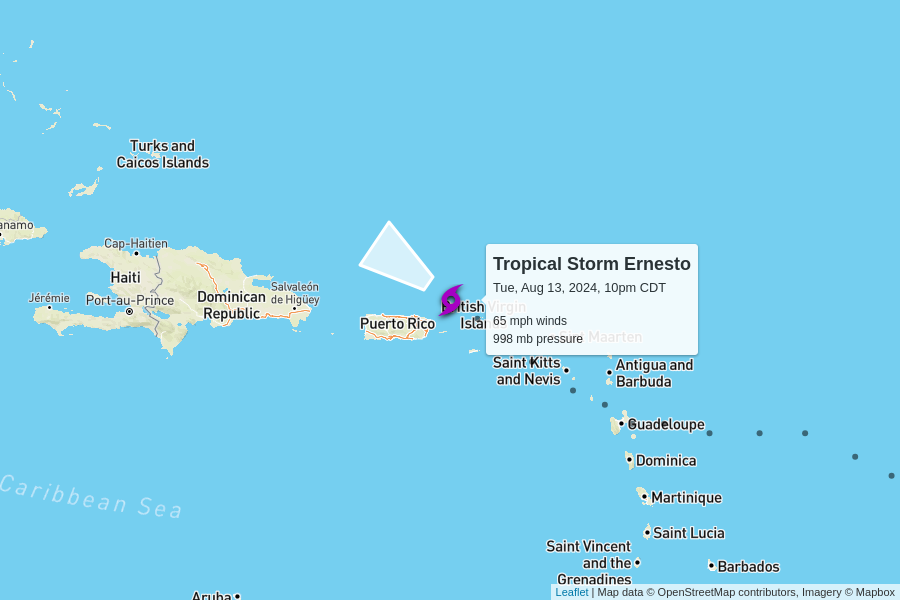 Turks and
Caicos Islands
anamo
Cap-Haitien
Haiti
Jérémie
Port-au-Prince
Dominican
Republic
Salvaleón
de Higüey
Puerto Rico
Tropical Storm Ernesto
Tue, Aug 13, 2024, 10pm CDT
65 mph winds
998 mb pressure
Virgin
Maarten
Saint Kitts
and Nevis
Antigua and
Barbuda
Guadeloupe
Dominica
Martinique
Saint Lucia
Saint Vincent
and the
Grenadines
Barbados
Caribbean Sea
Aruba
Leaflet | Map data © OpenStreetMap contributors, Imagery © Mapbox